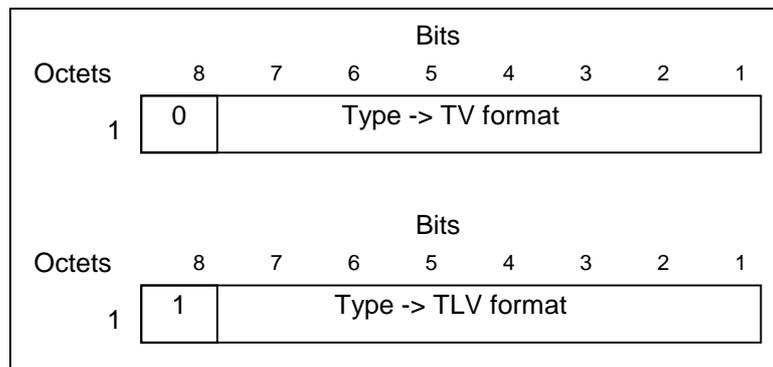 Bits
Octets 8 7 6 5 4 3 2 1
1 0 Type -> TV format
Bits
Octets 8 7 6 5 4 3 2 1
1 1 Type -> TLV format